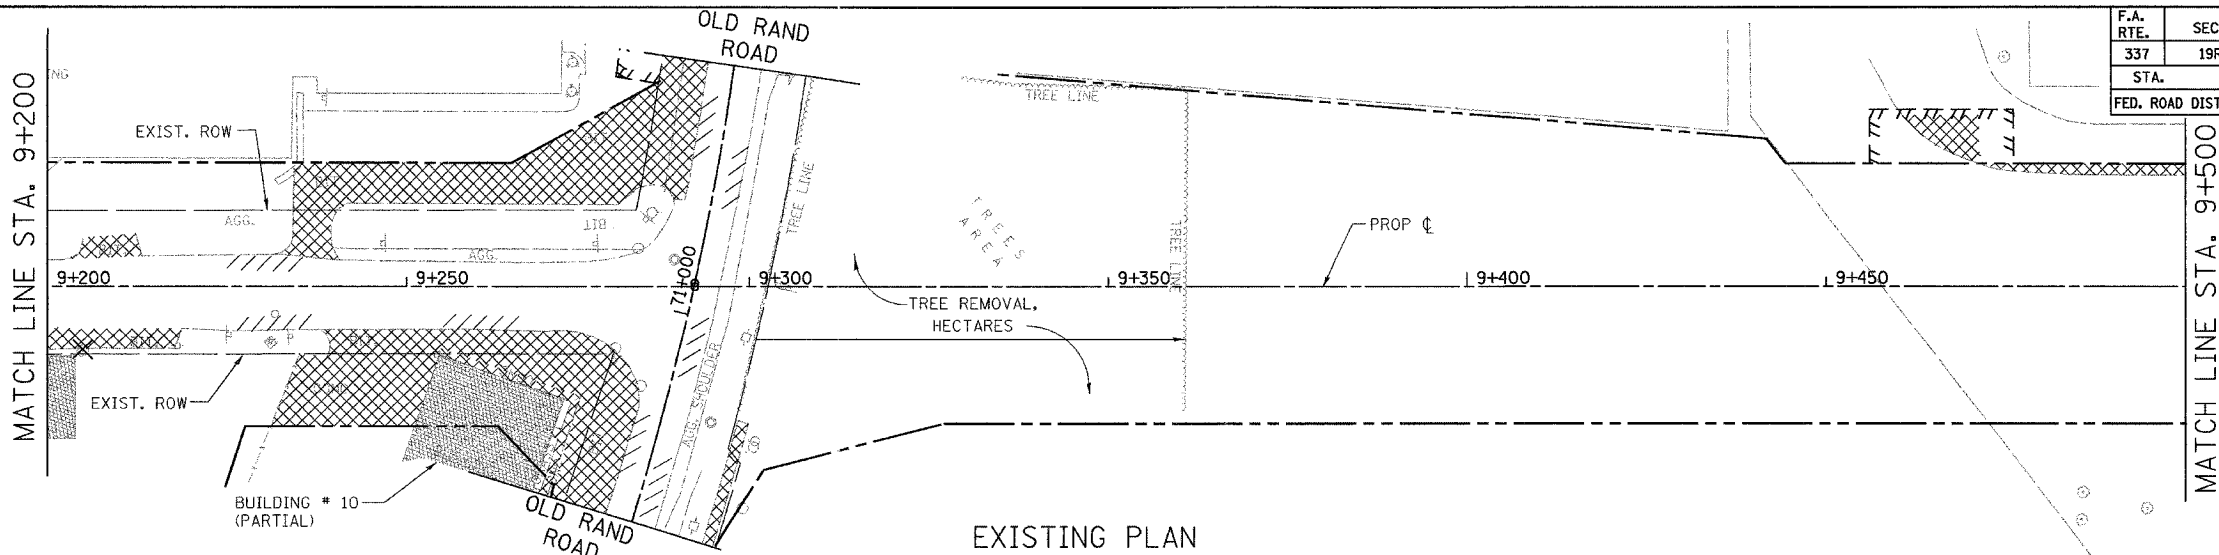 OLD RAND
ROAD
F.A.
RTE.
SEC
337
19R
STA.
FED. ROAD DIST
NG
EXIST. ROW
TREE LINE
MATCH LINE STA. 9+200
TREE LINE
TREES
AREA
TREE LINE
PROP ℄
MATCH LINE STA. 9+500
AGG.
BIT
AGG.
9+200
9+250
L71+000
9+300
9+350
9+400
9+450
TREE REMOVAL,
HECTARES
P
P
AGG. SHOULDER
EXIST. ROW
BUILDING # 10
(PARTIAL)
OLD RAND
ROAD
EXISTING PLAN